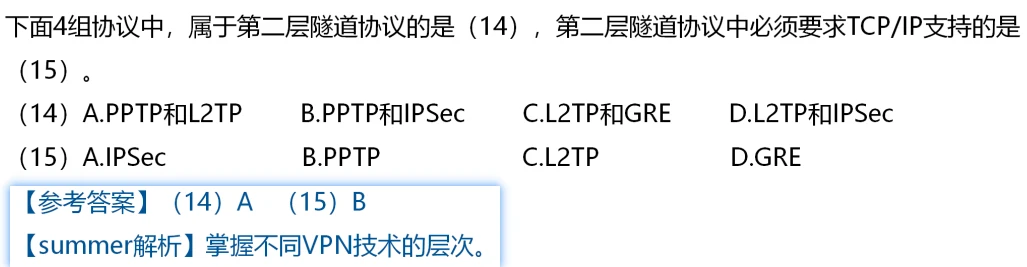 下面4组协议中，属于第二层隧道协议的是（14），第二层隧道协议中必须要求TCP/IP支持的是
（15）。
（14）A.PPTP和L2TP B.PPTP和IPSec C.L2TP和GRE D.L2TP和IPSec
（15）A.IPSec B.PPTP C.L2TP D.GRE
【参考答案】（14）A （15）B
【summer解析】掌握不同VPN技术的层次。